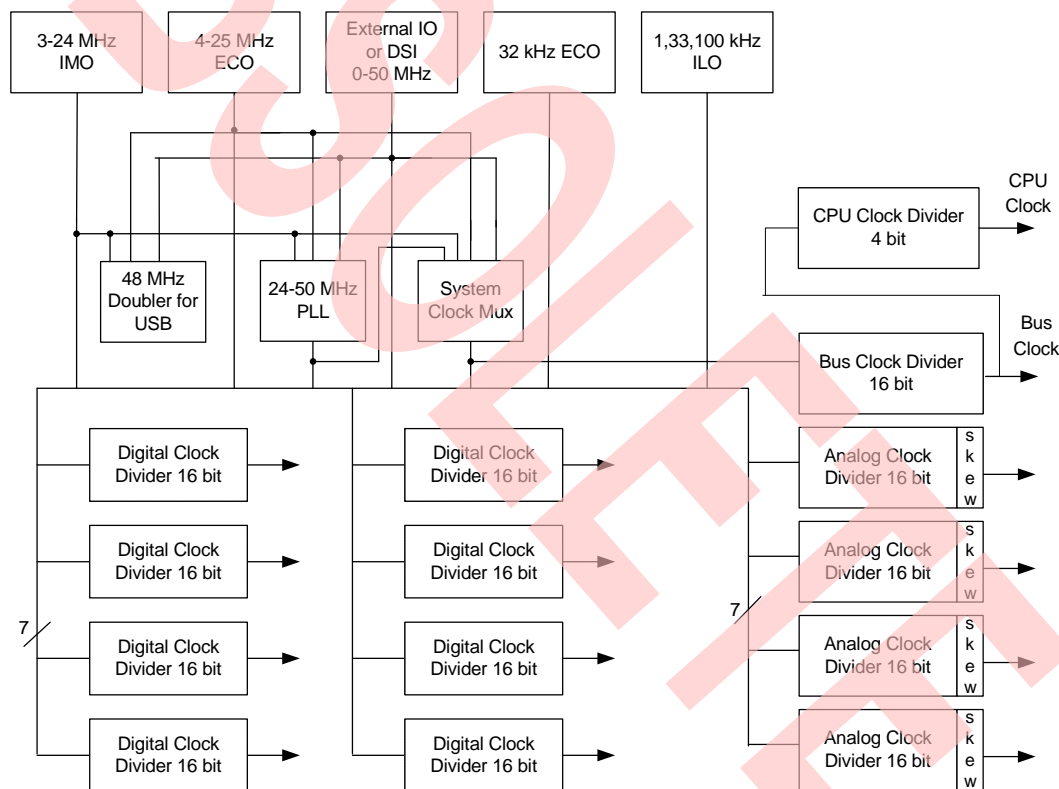 3-24 MHz
IMO
4-25 MHz
ECO
External IO
or DSI
0-50 MHz
32 kHz ECO
1,33,100 kHz
ILO
CPU Clock Divider
4 bit
CPU
Clock
48 MHz
Doubler for
USB
24-50 MHz
PLL
System
Clock Mux
Bus Clock Divider
16 bit
Bus
Clock
Digital Clock
Divider 16 bit
Digital Clock
Divider 16 bit
Analog Clock
Divider 16 bit
s
k
e
w
Digital Clock
Divider 16 bit
Digital Clock
Divider 16 bit
Analog Clock
Divider 16 bit
s
k
e
w
7
7
Digital Clock
Divider 16 bit
Digital Clock
Divider 16 bit
Analog Clock
Divider 16 bit
s
k
e
w
Digital Clock
Divider 16 bit
Digital Clock
Divider 16 bit
Analog Clock
Divider 16 bit
s
k
e
w